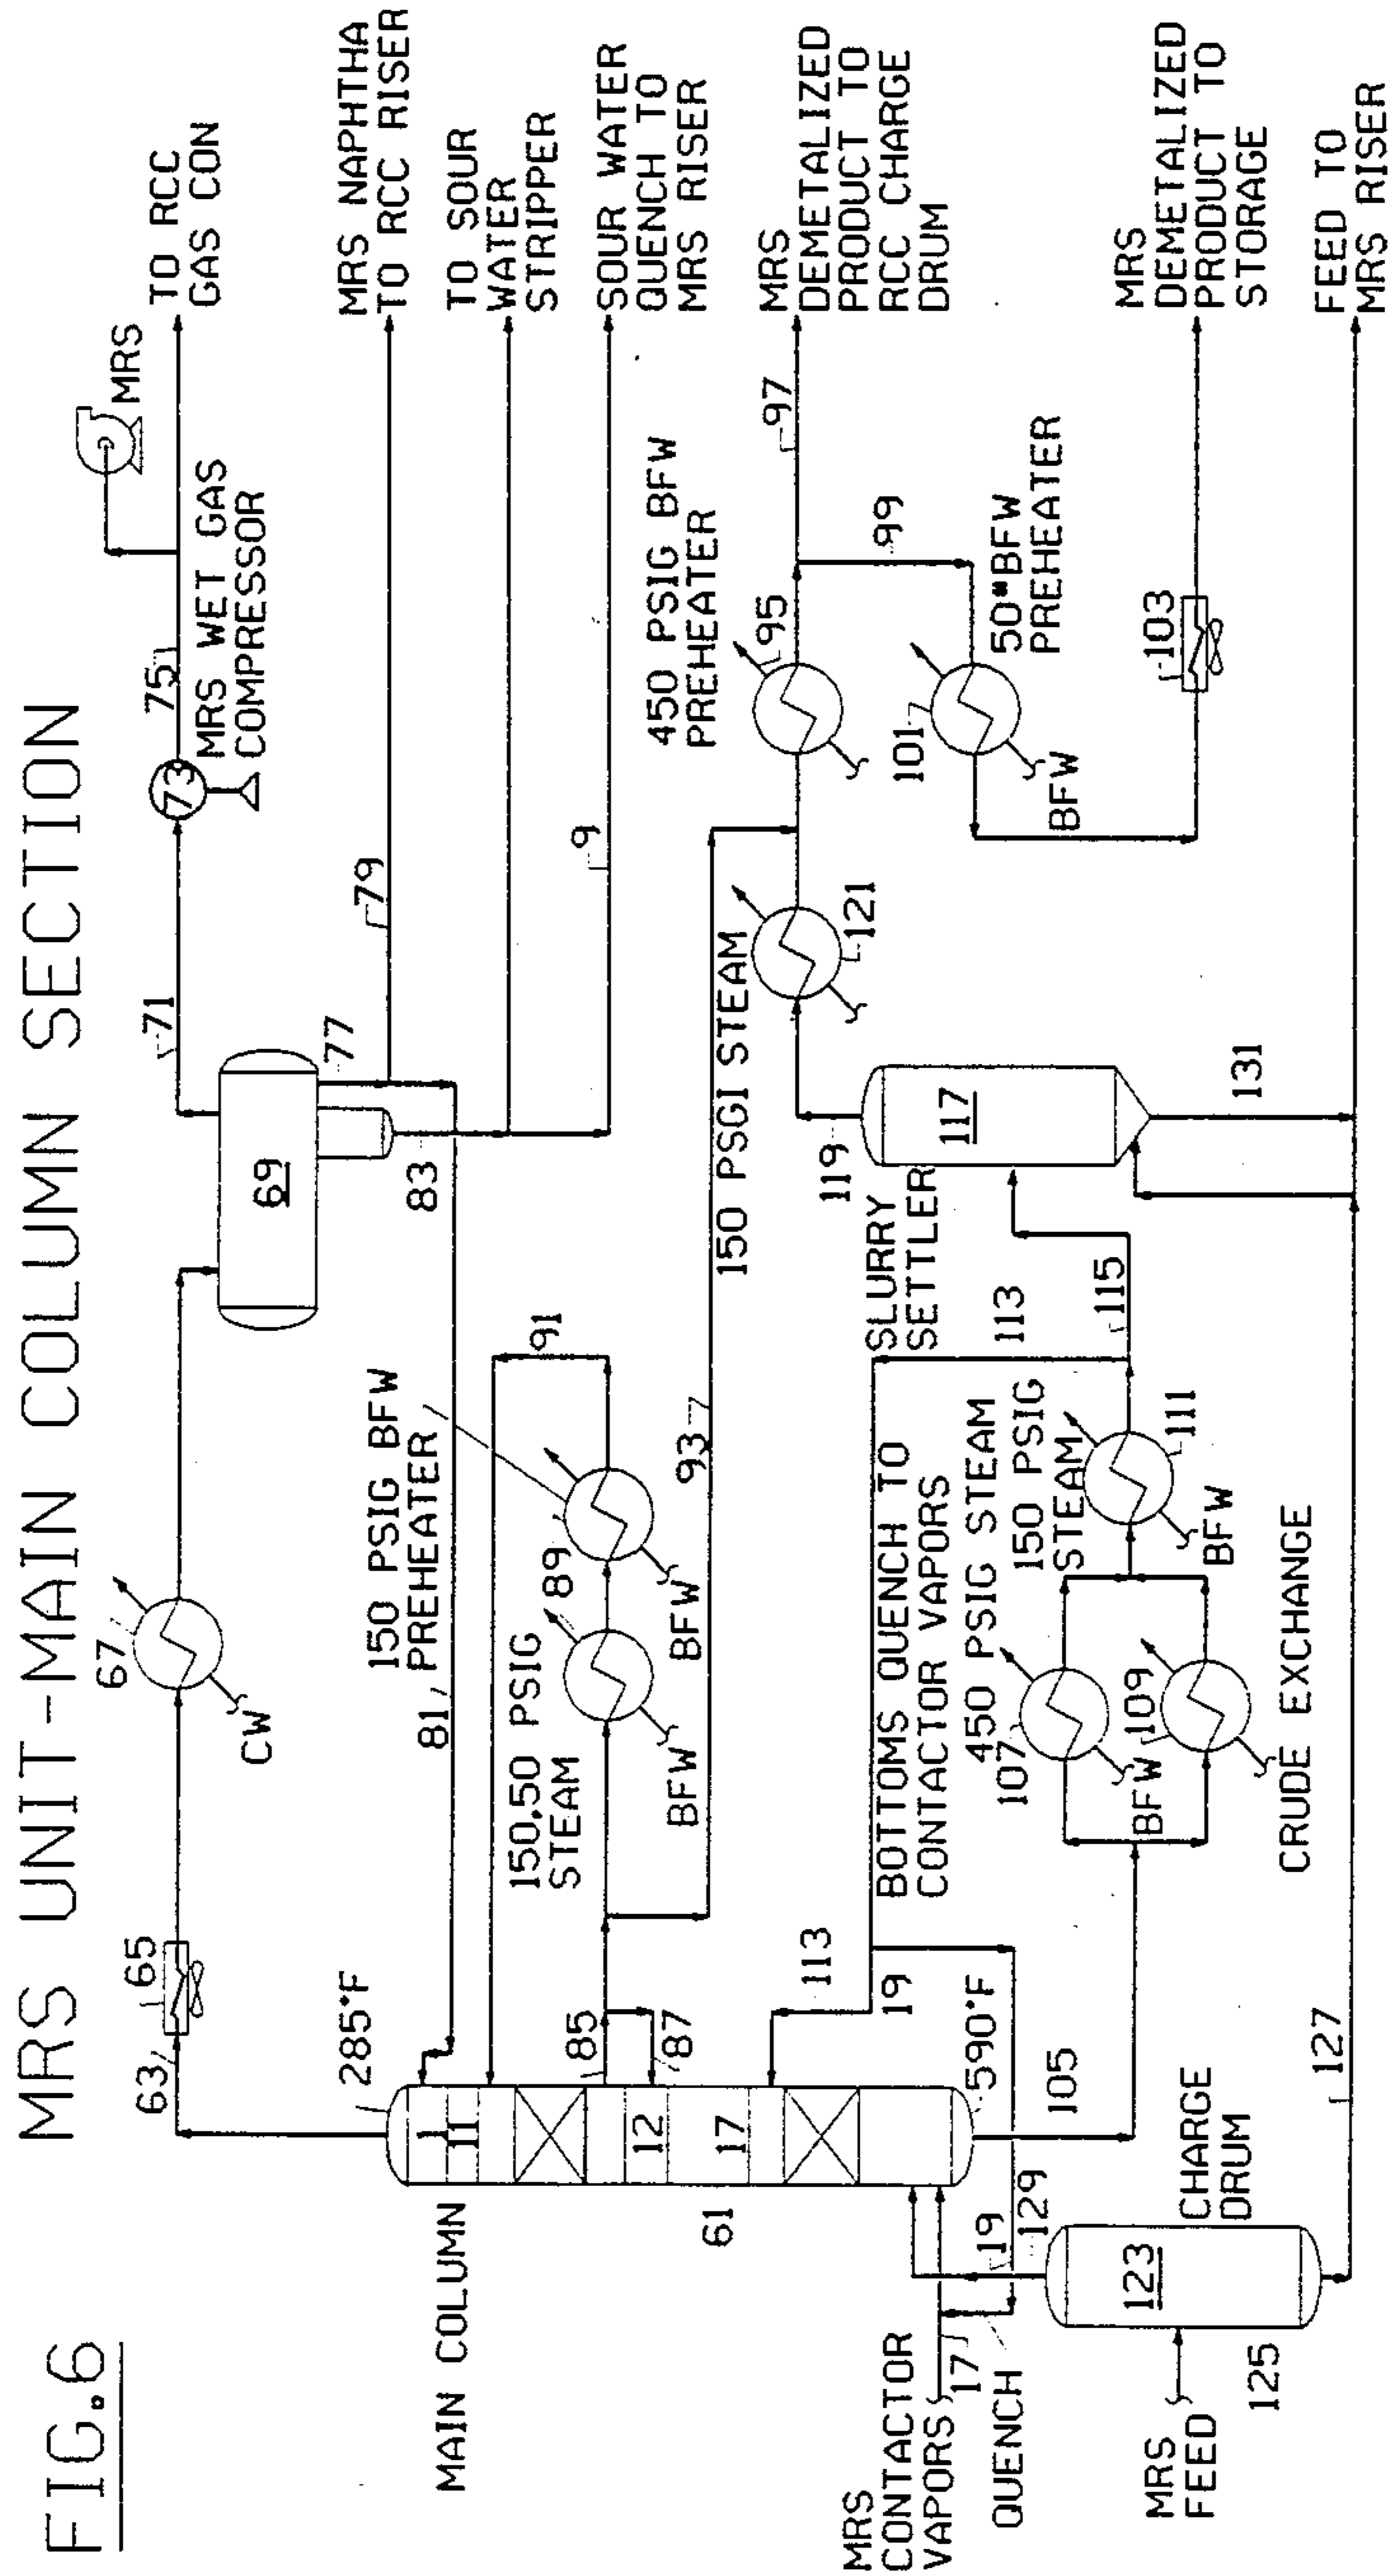 FIG.6
MRS UNIT-MAIN COLUMN SECTION
63
65
67
CW
69
71
73
MRS WET GAS
COMPRESSOR
75
MRS
TO RCC
GAS CON
77
79
MRS NAPHTHA
TO RCC RISER
81
83
TO SOUR
WATER
STRIPPER
9
SOUR WATER
QUENCH TO
MRS RISER
285°F
MAIN COLUMN
1
11
12
17
61
590°F
85
87
150,50 PSIG
STEAM
BFW
89
BFW
150 PSIG BFW
PREHEATER
91
93
150 PSGI STEAM
121
450 PSIG BFW
PREHEATER
95
97
MRS
DEMETALIZED
PRODUCT TO
RCC CHARGE
DRUM
99
101
BFW
50# BFW
PREHEATER
103
MRS
DEMETALIZED
PRODUCT TO
STORAGE
113
19
BOTTOMS QUENCH TO
CONTACTOR VAPORS
105
107
450 PSIG STEAM
BFW
109
CRUDE EXCHANGE
150 PSIG
STEAM
111
BFW
113
115
SLURRY
SETTLER
117
119
131
MRS
CONTACTOR
VAPORS
17
QUENCH
19
129
MRS
FEED
125
123
CHARGE
DRUM
127
FEED TO
MRS RISER